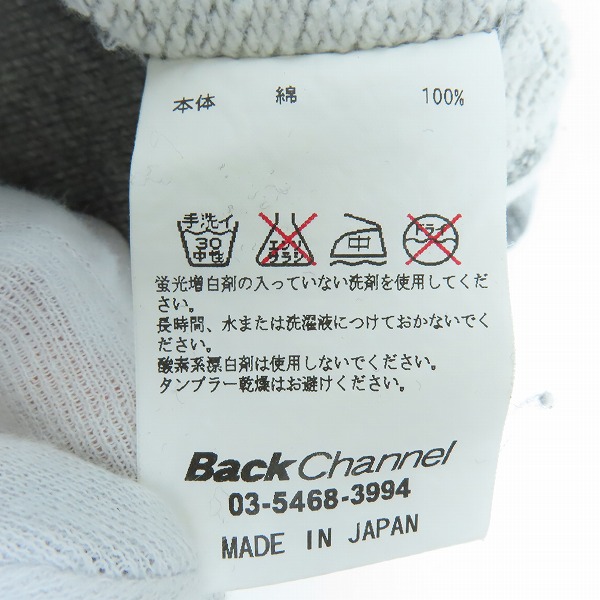 本体 綿 100%
手洗イ
30
中性
エンソ
サラシ
中
ドライ
蛍光増白剤の入っていない洗剤を使用してくだ
さい。
長時間、水または洗濯液につけておかないでく
ださい。
酸素系漂白剤は使用しないでください。
タンブラー乾燥はお避けください。
BackChannel
03-5468-3994
MADE IN JAPAN